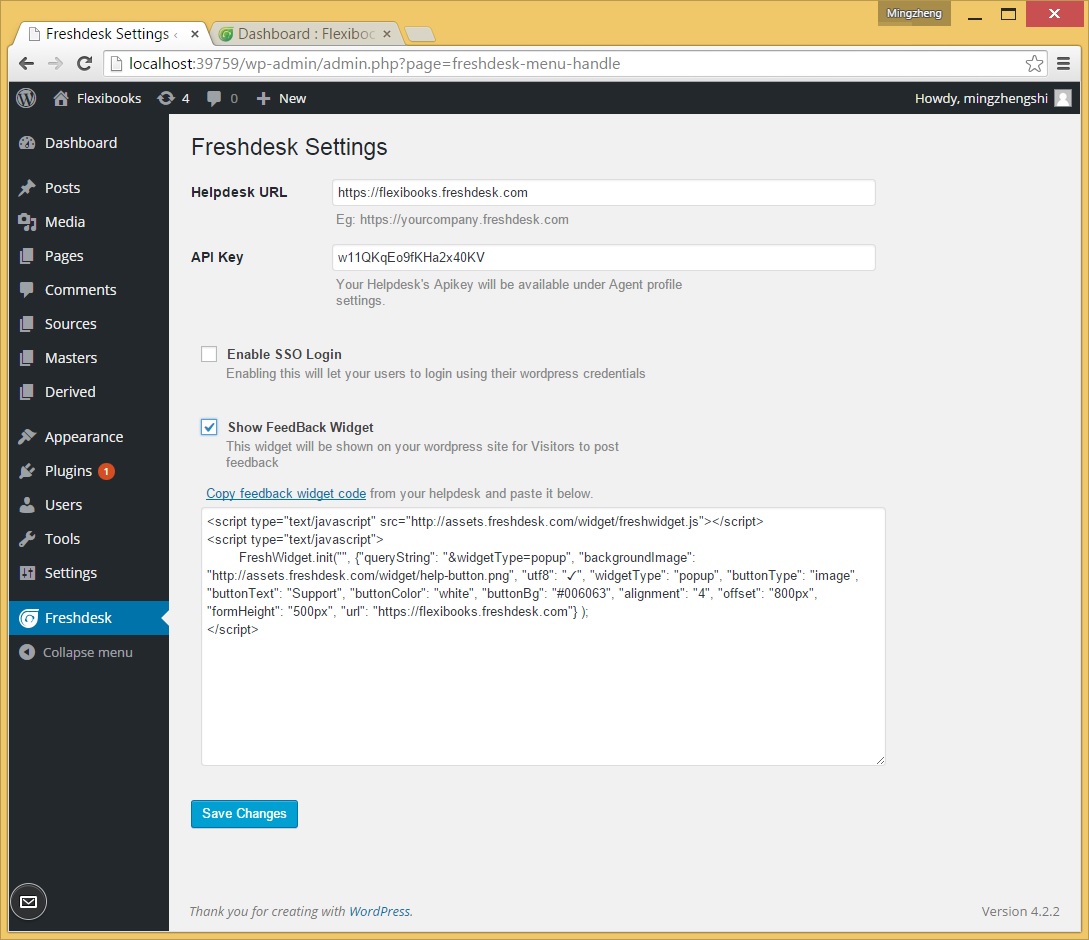 Mingzheng
Freshdesk Settings ‹
Dashboard : Flexiboo
localhost:39759/wp-admin/admin.php?page=freshdesk-menu-handle
Flexibooks 4 0 New Howdy, mingzhengshi
Dashboard
Posts
Media
Pages
Comments
Sources
Masters
Derived
Appearance
Plugins 1
Users
Tools
Settings
Freshdesk
Collapse menu
Freshdesk Settings
Helpdesk URL https://flexibooks.freshdesk.com
Eg: https://yourcompany.freshdesk.com
API Key w11QKqEo9fKHa2x40KV
Your Helpdesk's Apikey will be available under Agent profile
settings.
Enable SSO Login
Enabling this will let your users to login using their wordpress credentials
Show FeedBack Widget
This widget will be shown on your wordpress site for Visitors to post
feedback
Copy feedback widget code from your helpdesk and paste it below.
<script type="text/javascript" src="http://assets.freshdesk.com/widget/freshwidget.js"></script>
<script type="text/javascript">
FreshWidget.init("", {"queryString": "&widgetType=popup", "backgroundImage":
"http://assets.freshdesk.com/widget/help-button.png", "utf8": "✓", "widgetType": "popup", "buttonType": "image",
"buttonText": "Support", "buttonColor": "white", "buttonBg": "#006063", "alignment": "4", "offset": "800px",
"formHeight": "500px", "url": "https://flexibooks.freshdesk.com"} );
</script>
Save Changes
Thank you for creating with WordPress.
Version 4.2.2